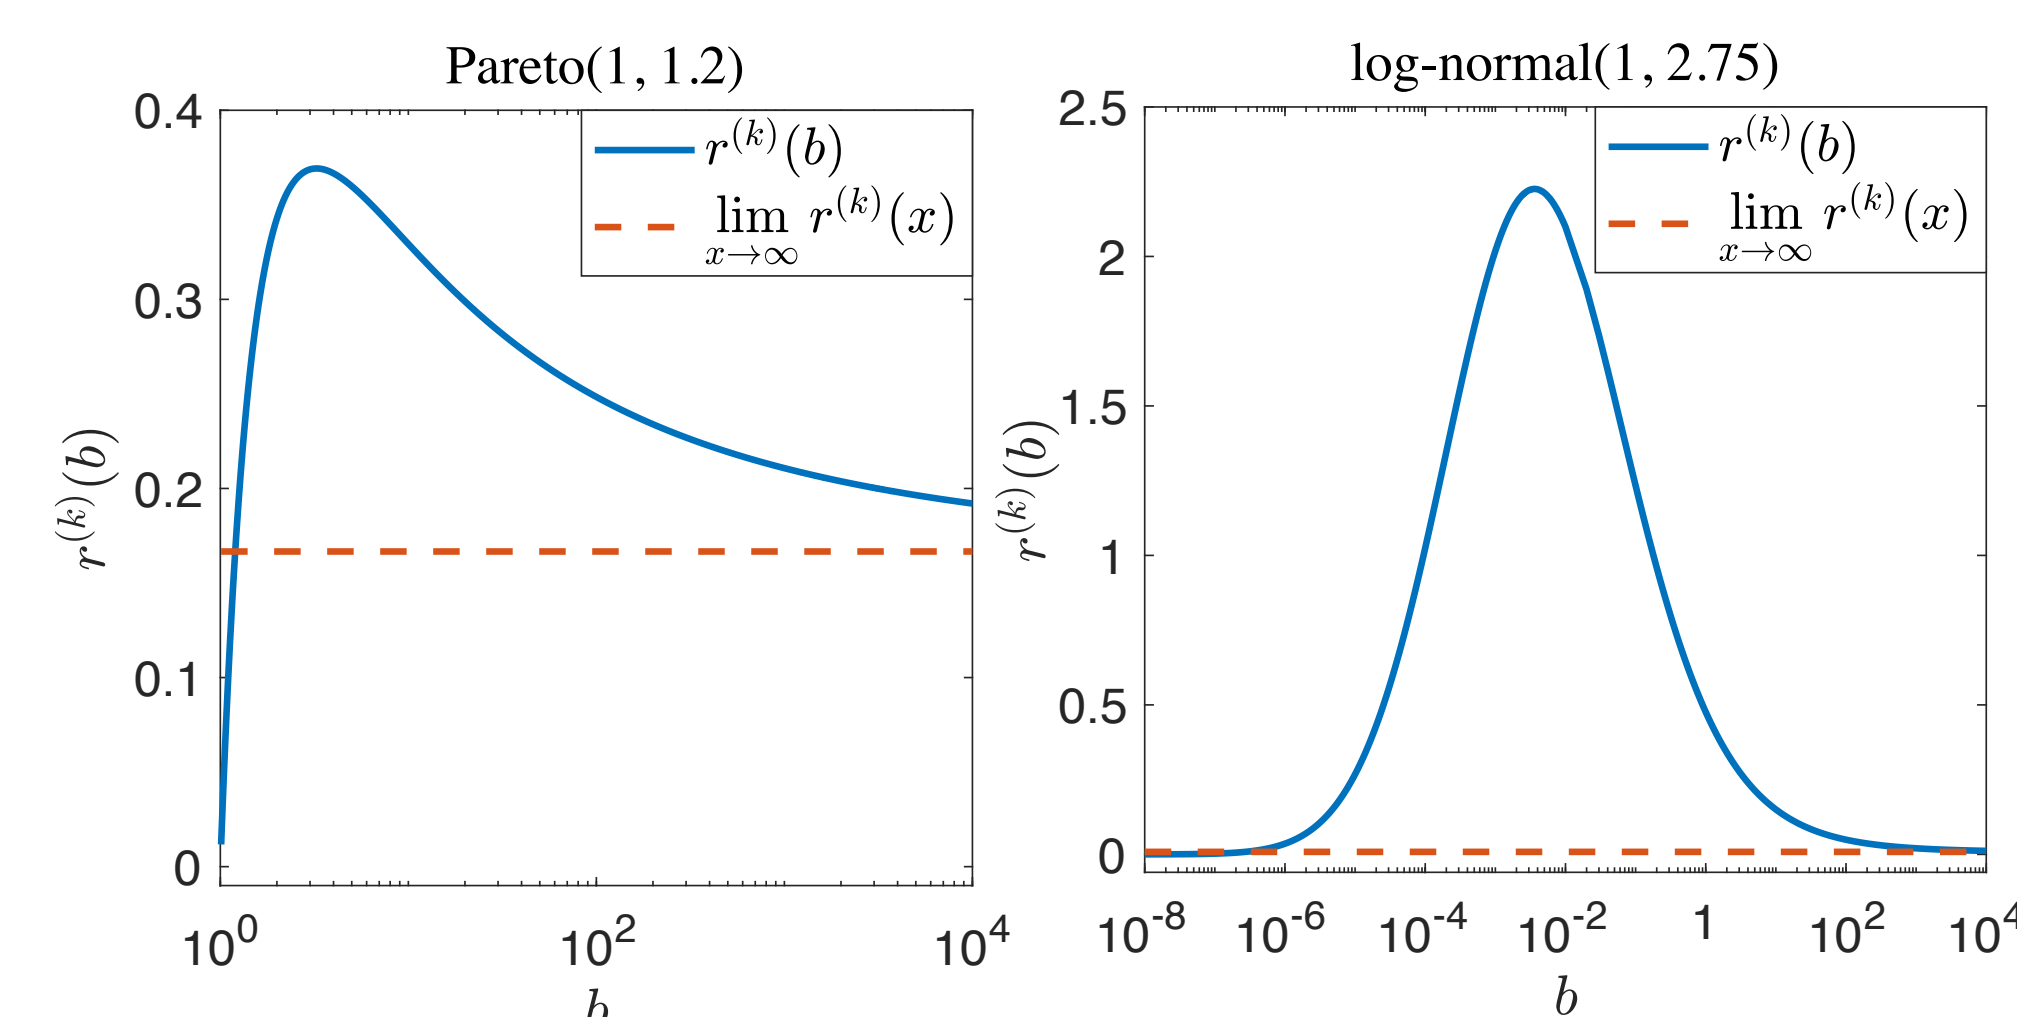 Pareto(1, 1.2)
0.4
0.3
0.2
0.1
0
r^{(k)}(b)
r^{(k)}(b)
lim_{x→∞} r^{(k)}(x)
10^0
10^2
10^4
b
log-normal(1, 2.75)
2.5
2
1.5
1
0.5
0
r^{(k)}(b)
r^{(k)}(b)
lim_{x→∞} r^{(k)}(x)
10^{-8}
10^{-6}
10^{-4}
10^{-2}
1
10^2
10^4
b